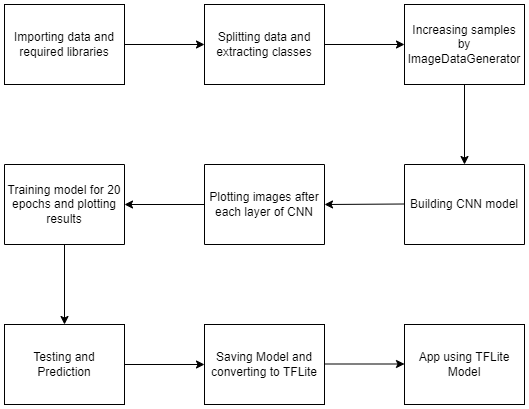 Importing data and
required libraries
Splitting data and
extracting classes
Increasing samples
by
ImageDataGenerator
Building CNN model
Plotting images after
each layer of CNN
Training model for 20
epochs and plotting
results
Testing and
Prediction
Saving Model and
converting to TFLite
App using TFLite
Model